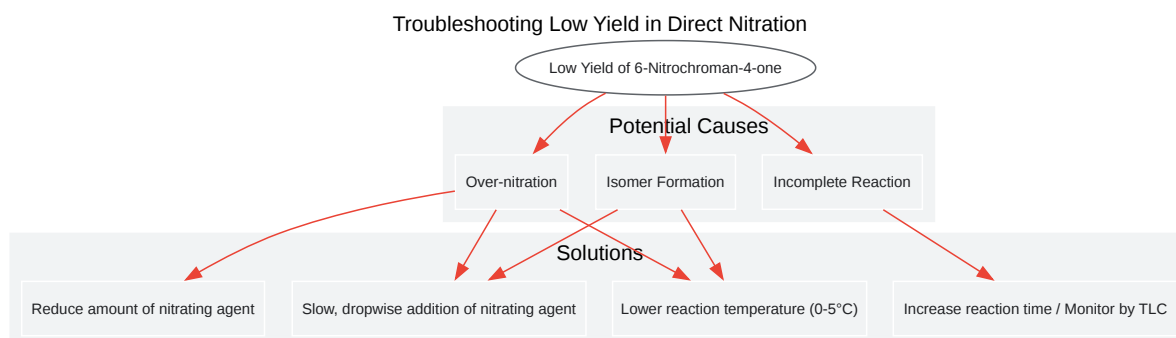 Troubleshooting Low Yield in Direct Nitration
Low Yield of 6-Nitrochroman-4-one
Potential Causes
Over-nitration
Isomer Formation
Incomplete Reaction
Solutions
Reduce amount of nitrating agent
Slow, dropwise addition of nitrating agent
Lower reaction temperature (0-5°C)
Increase reaction time / Monitor by TLC